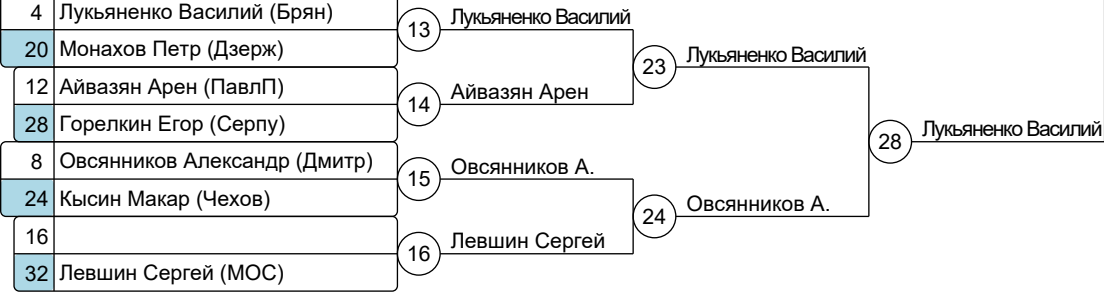 4 Лукьяненко Василий (Брян)
13 Лукьяненко Василий
20 Монахов Петр (Дзерж)
23 Лукьяненко Василий
12 Айвазян Арен (ПавлП)
14 Айвазян Арен
28 Горелкин Егор (Серпу)
28 Лукьяненко Василий
8 Овсянников Александр (Дмитр)
15 Овсянников А.
24 Кысин Макар (Чехов)
24 Овсянников А.
16
16 Левшин Сергей
32 Левшин Сергей (МОС)